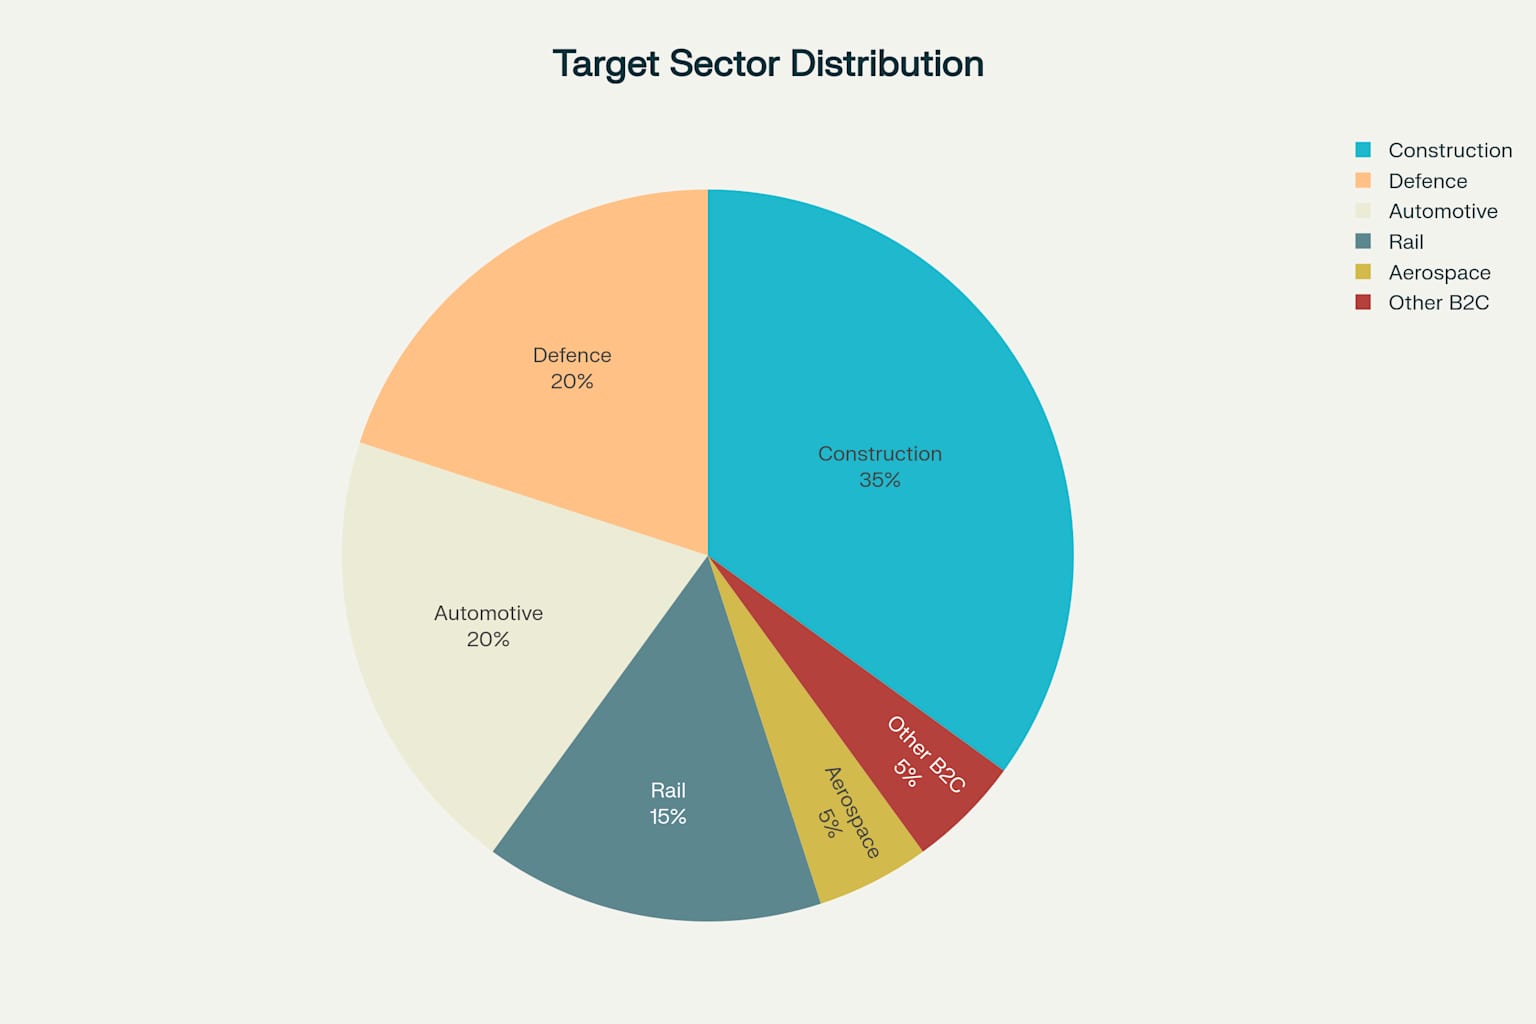 Target Sector Distribution
Construction
Defence
Automotive
Rail
Aerospace
Other B2C
Defence
20%
Construction
35%
Automotive
20%
Rail
15%
Aerospace
5%
Other B2C
5%